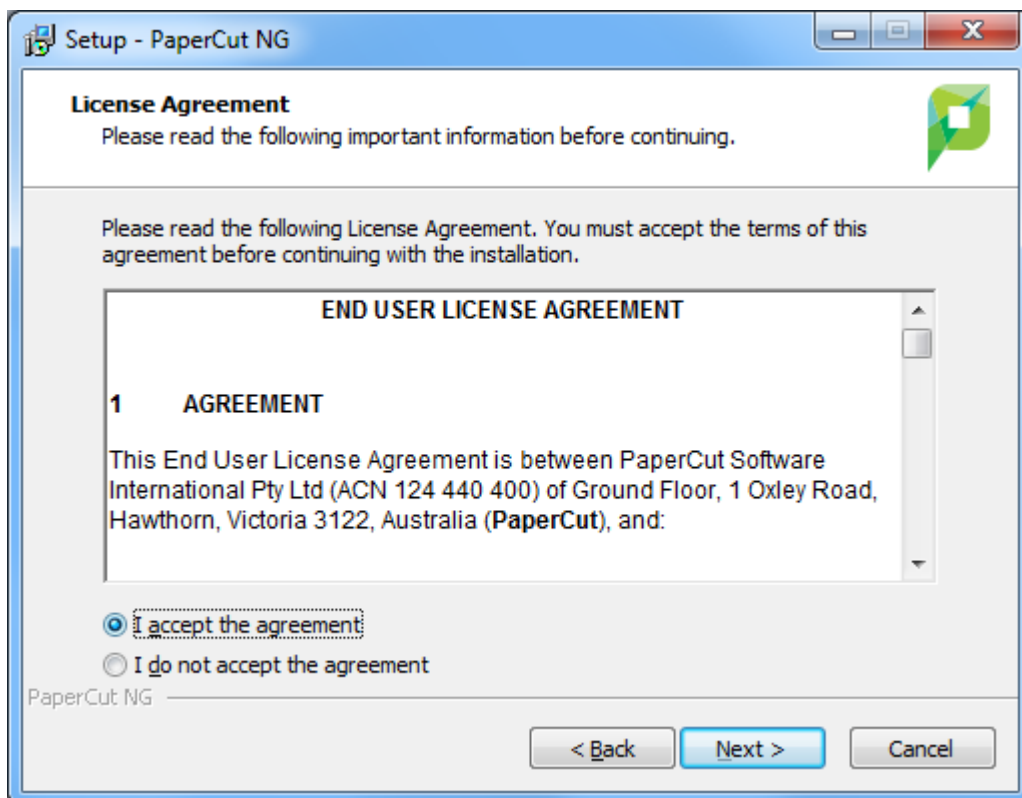 Setup - PaperCut NG
License Agreement
Please read the following important information before continuing.
Please read the following License Agreement. You must accept the terms of this
agreement before continuing with the installation.
END USER LICENSE AGREEMENT
1 AGREEMENT
This End User License Agreement is between PaperCut Software
International Pty Ltd (ACN 124 440 400) of Ground Floor, 1 Oxley Road,
Hawthorn, Victoria 3122, Australia (PaperCut), and:
I accept the agreement
I do not accept the agreement
PaperCut NG
< Back Next > Cancel